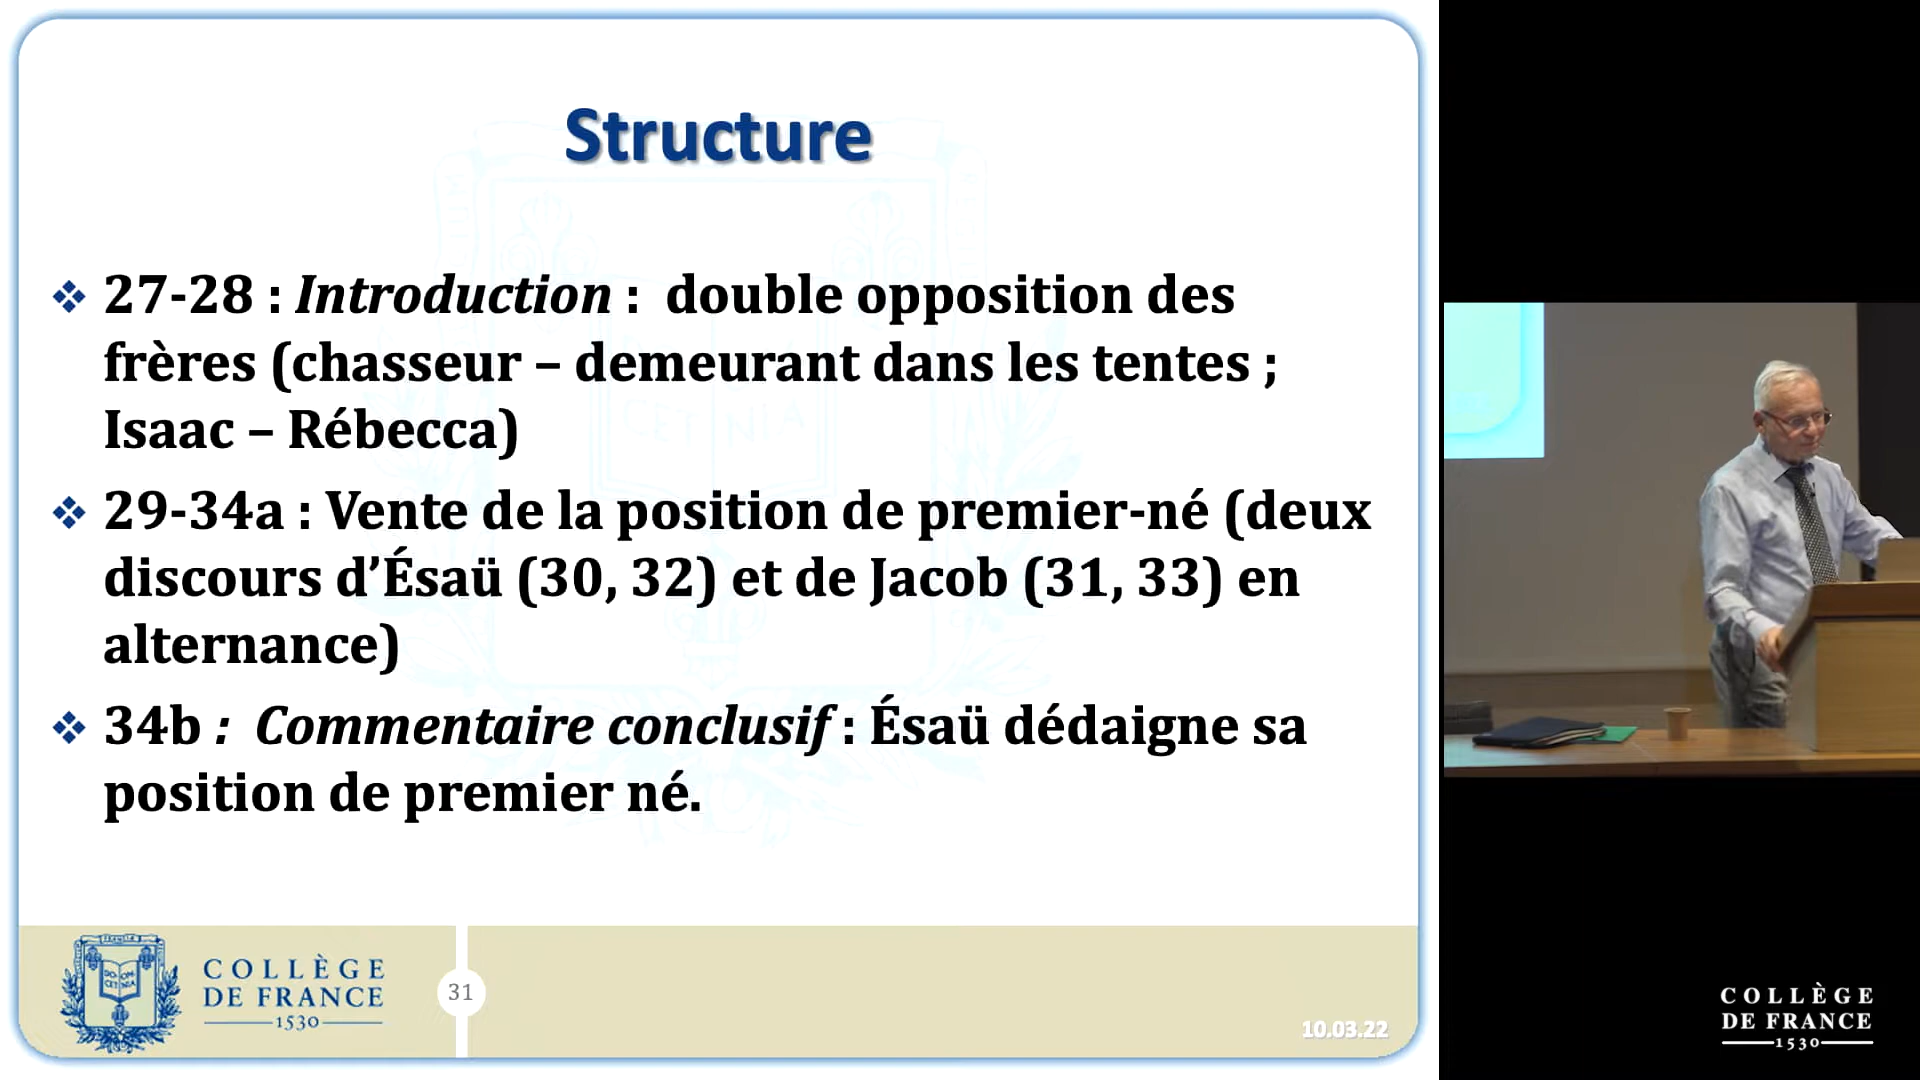 Structure
❖ 27-28 : Introduction : double opposition des
frères (chasseur – demeurant dans les tentes ;
Isaac – Rébecca)
❖ 29-34a : Vente de la position de premier-né (deux
discours d’Ésaü (30, 32) et de Jacob (31, 33) en
alternance)
❖ 34b : Commentaire conclusif : Ésaü dédaigne sa
position de premier né.
COLLÈGE
DE FRANCE
1530
31
10.03.22
COLLÈGE
DE FRANCE
1530